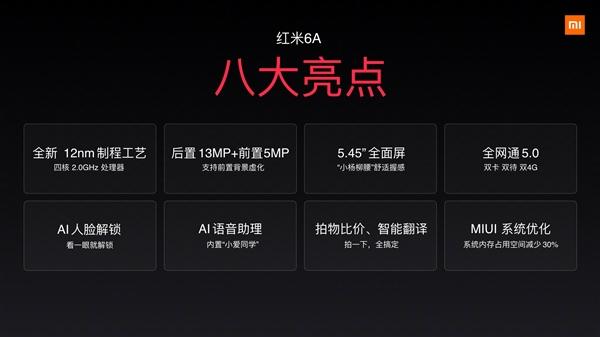 mi
红米6A
八大亮点
全新 12nm 制程工艺
四核 2.0GHz 处理器
后置 13MP+前置5MP
支持前置背景虚化
5.45” 全面屏
“小杨柳腰”舒适握感
全网通 5.0
双卡 双待 双4G
AI 人脸解锁
看一眼就解锁
AI 语音助理
内置“小爱同学”
拍物比价、智能翻译
拍一下，全搞定
MIUI 系统优化
系统内存占用空间减少 30%